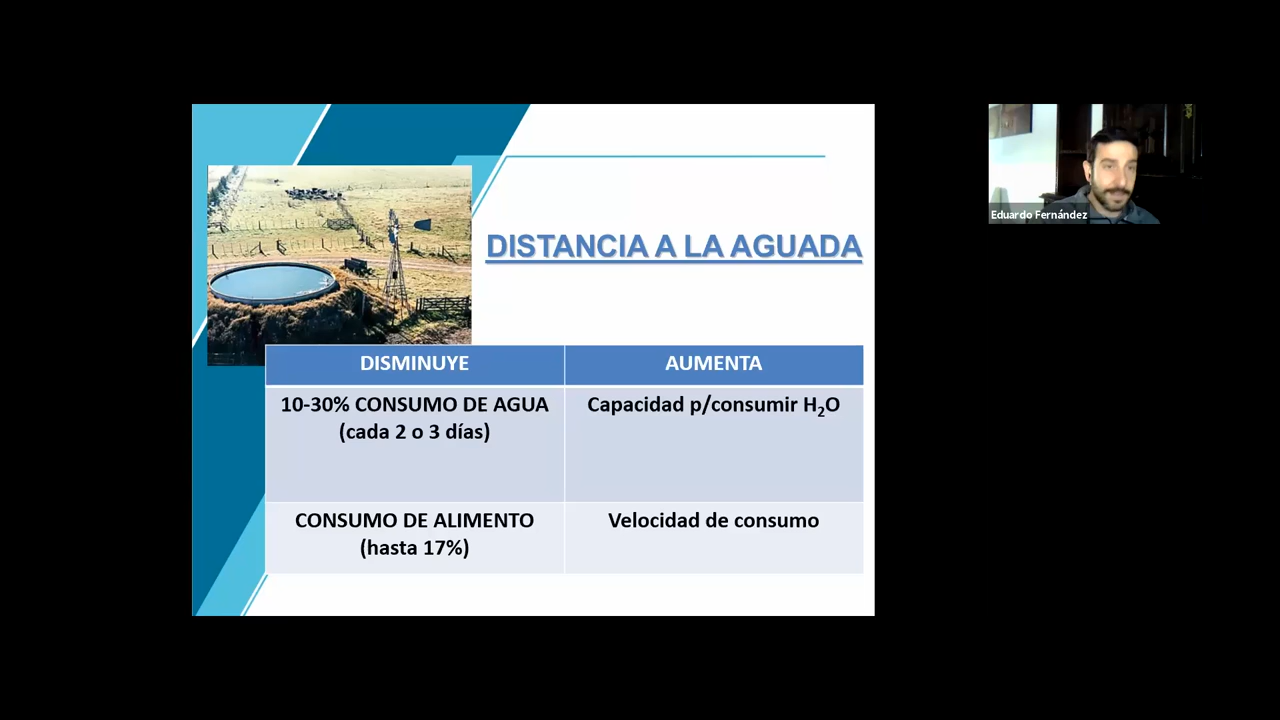 DISTANCIA A LA AGUADA
DISMINUYE
AUMENTA
10-30% CONSUMO DE AGUA
(cada 2 o 3 días)
Capacidad p/consumir H₂O
CONSUMO DE ALIMENTO
(hasta 17%)
Velocidad de consumo
Eduardo Fernández